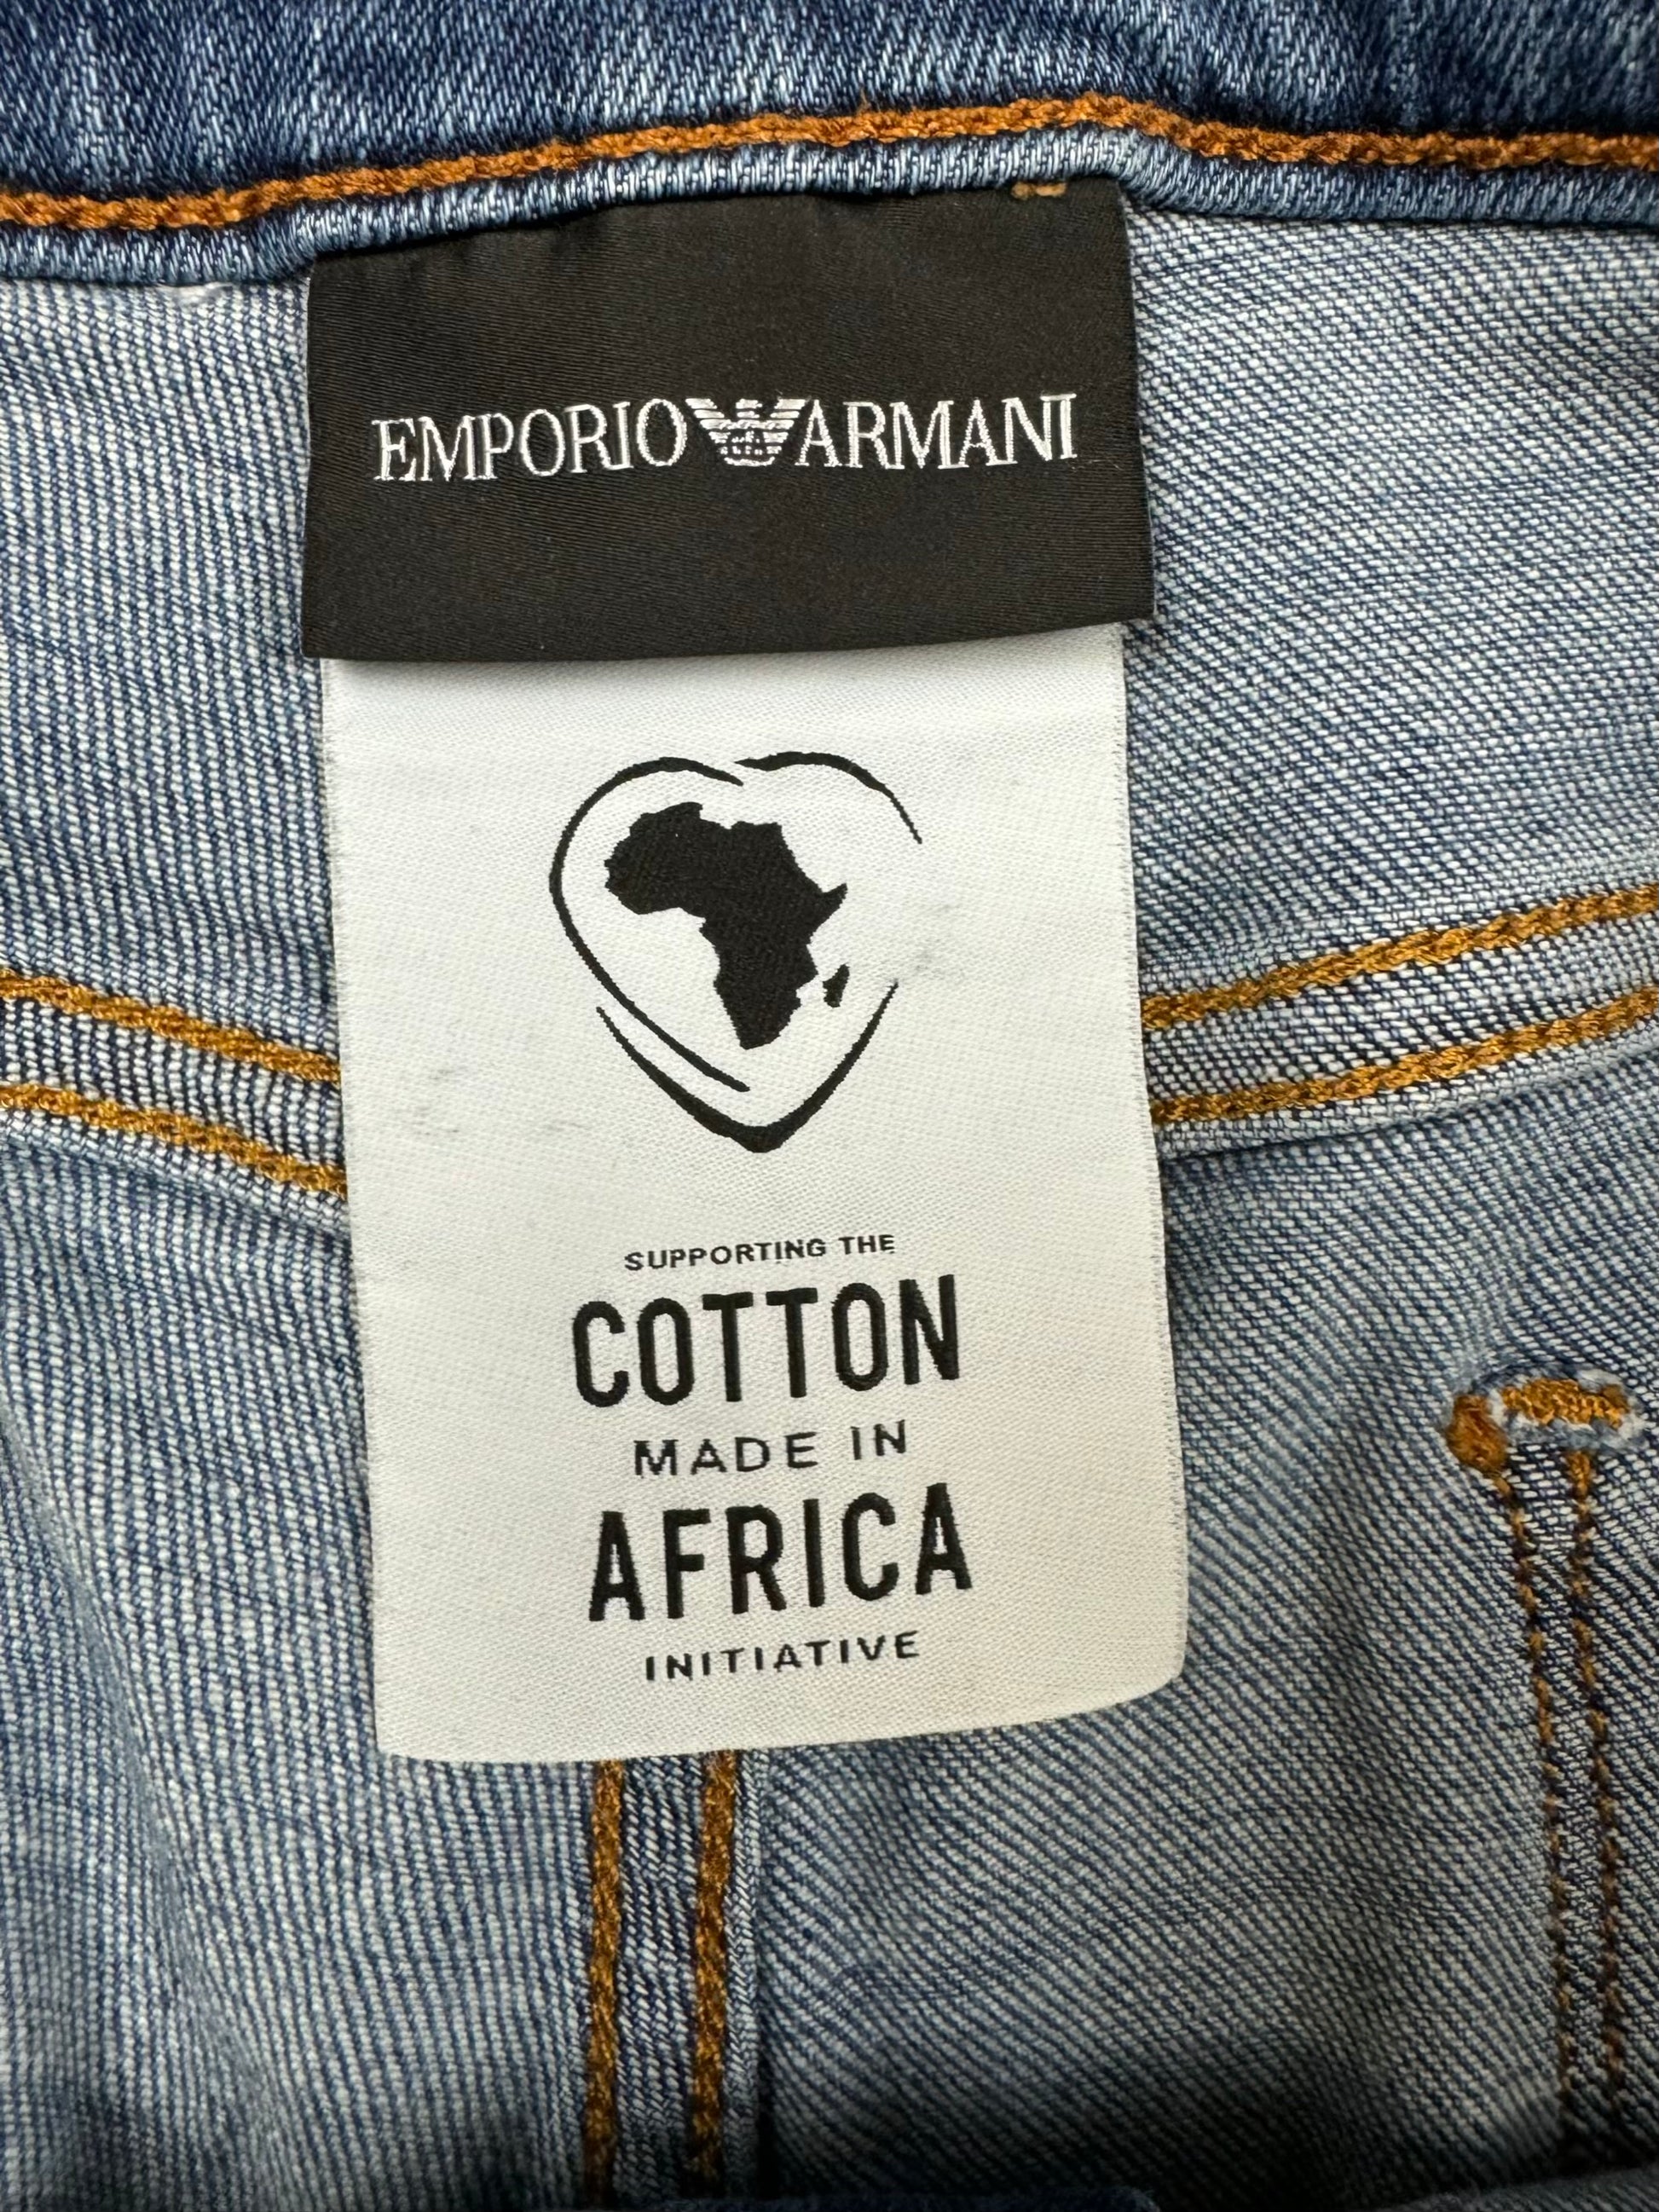 EMPORIO ARMANI
SUPPORTING THE
COTTON
MADE IN
AFRICA
INITIATIVE